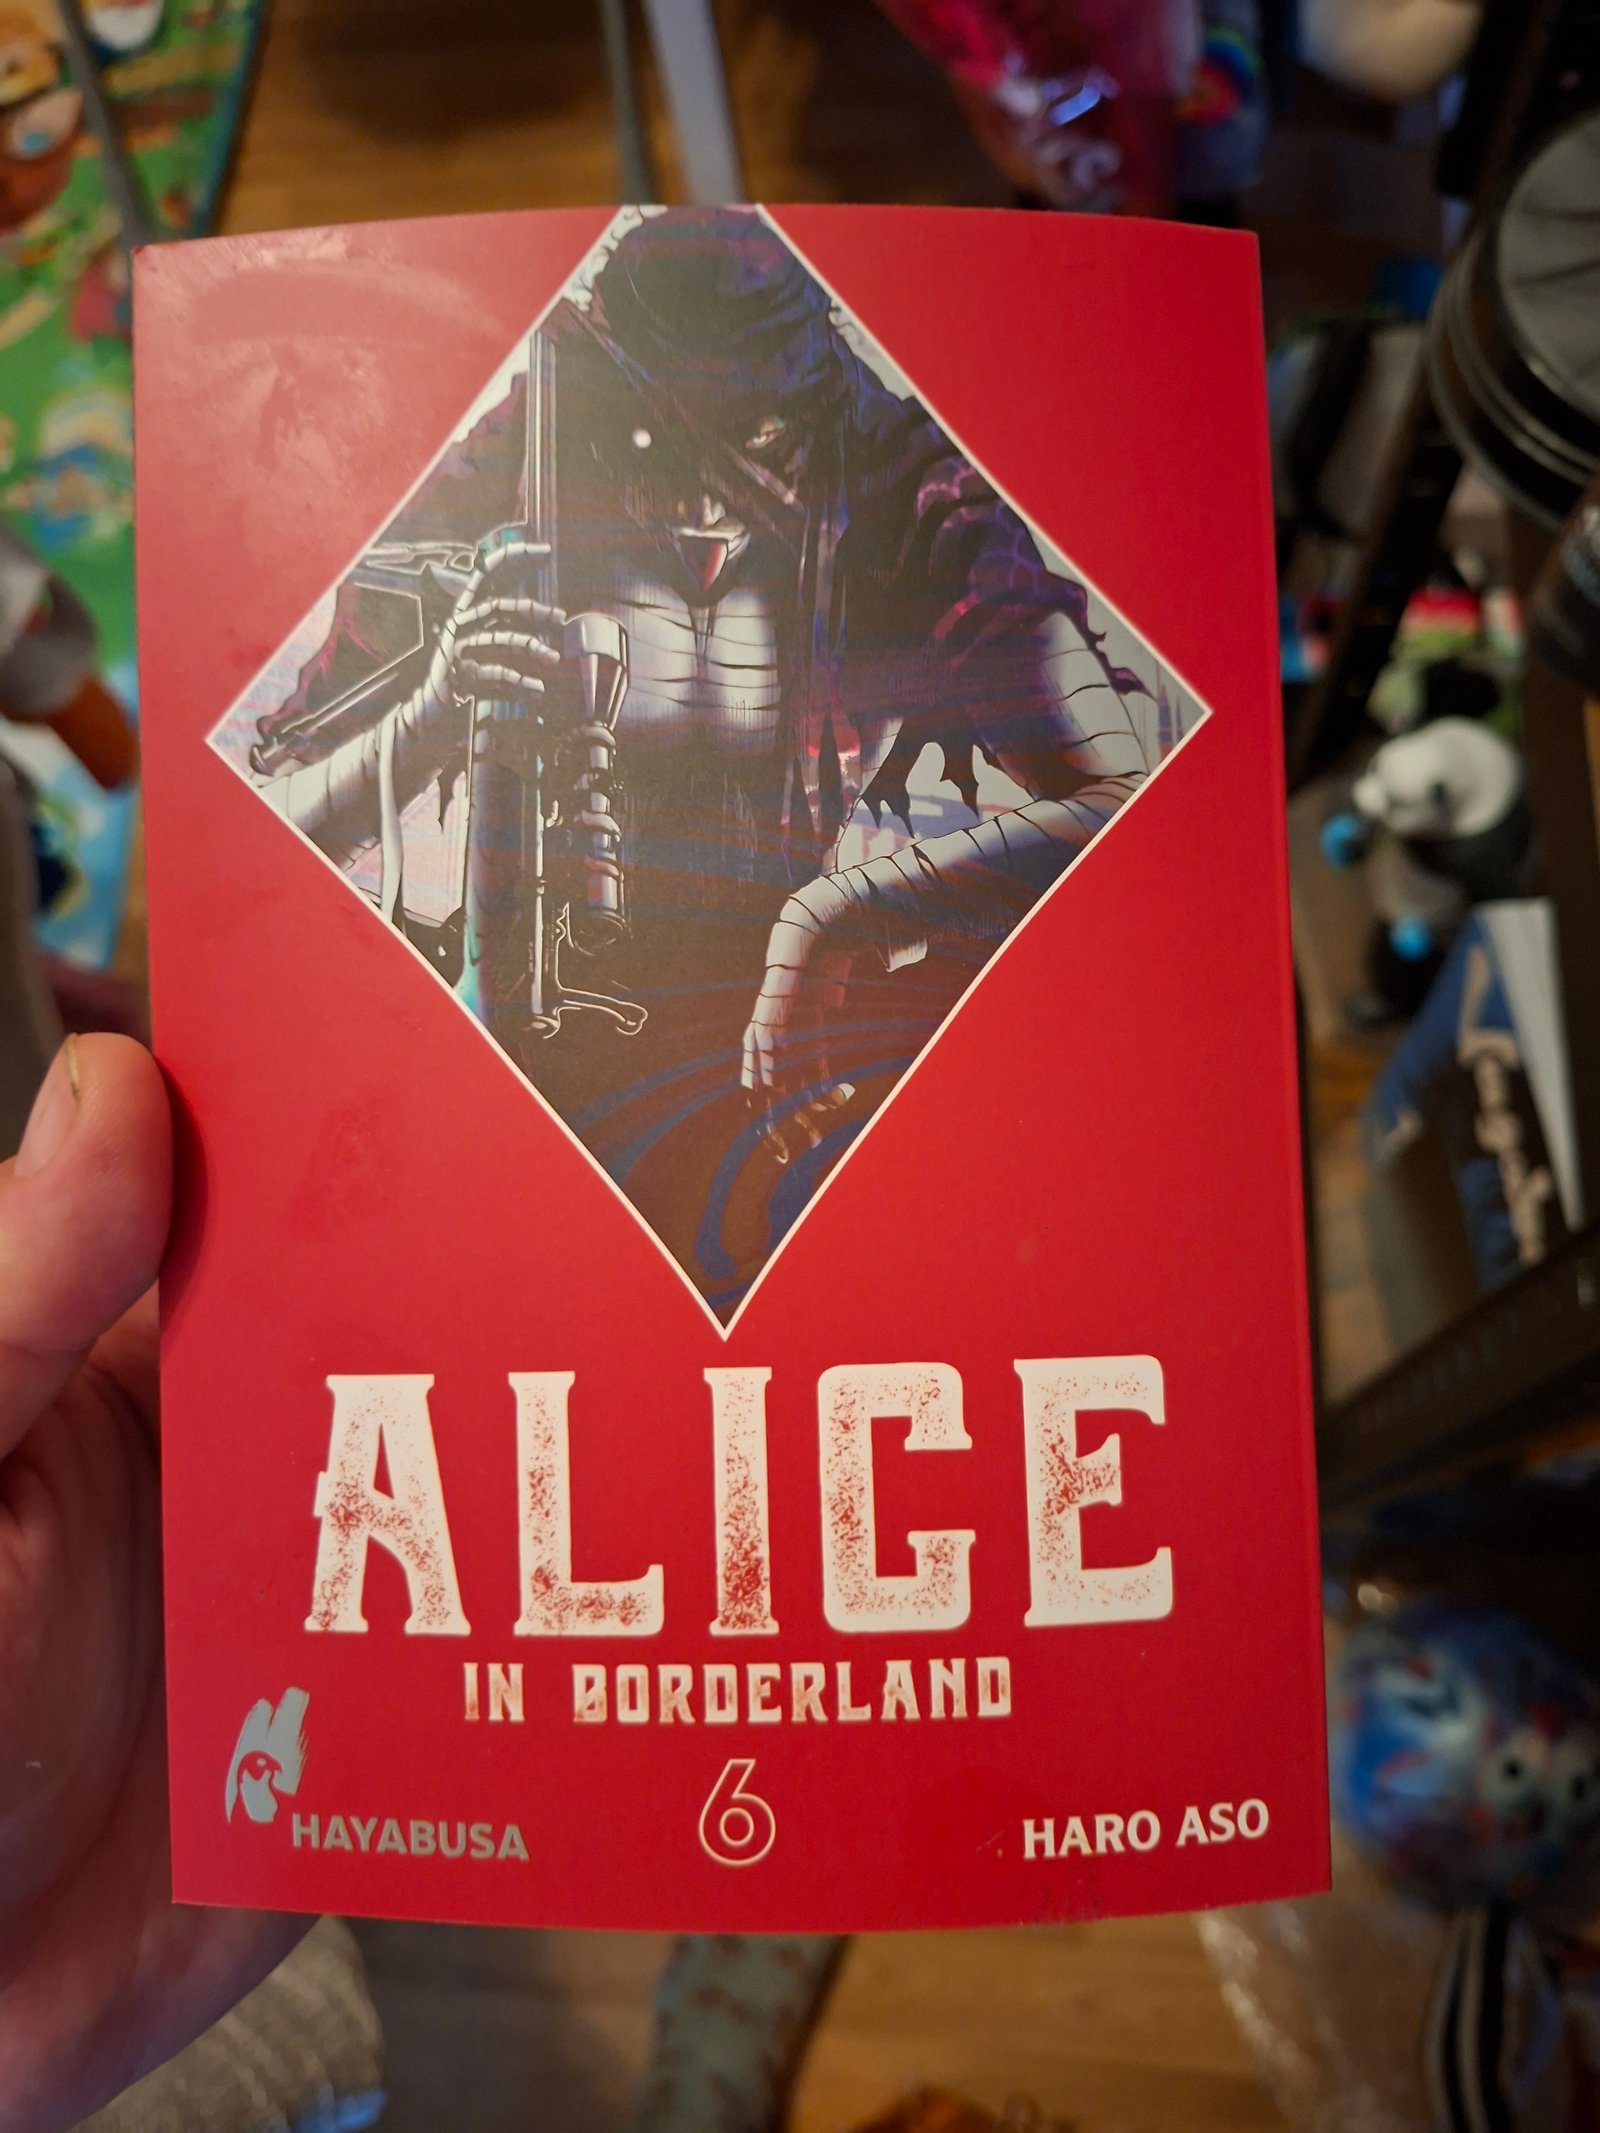 ALICE
IN BORDERLAND
6
HAYABUSA
HARO ASO